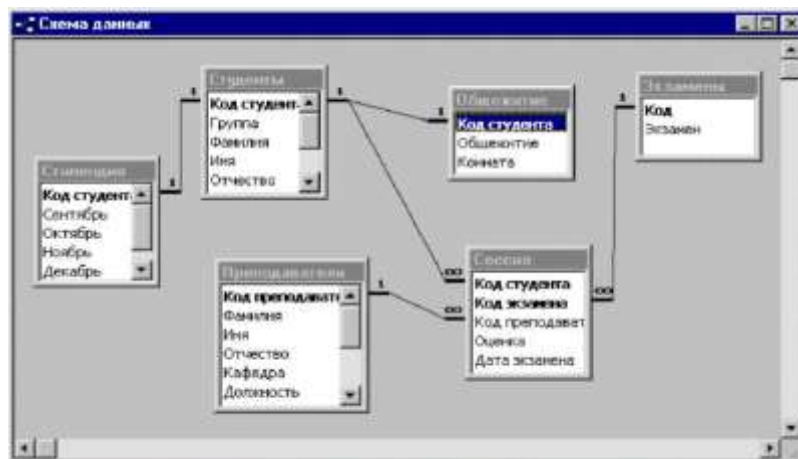 Схема данных
Студенты
Код студент
Группа
Фамилия
Имя
Отчество
Стипендия
Код студент
Сентябрь
Октябрь
Ноябрь
Декабрь
Общежитие
Код студента
Общежитие
Комната
Экзамены
Код
Экзамен
Преподаватели
Код преподавате
Фамилия
Имя
Отчество
Кафедра
Должность
Сессия
Код студента
Код экзамена
Код преподават
Оценка
Дата экзамена
1
1
1
1
1
1
∞
∞
∞